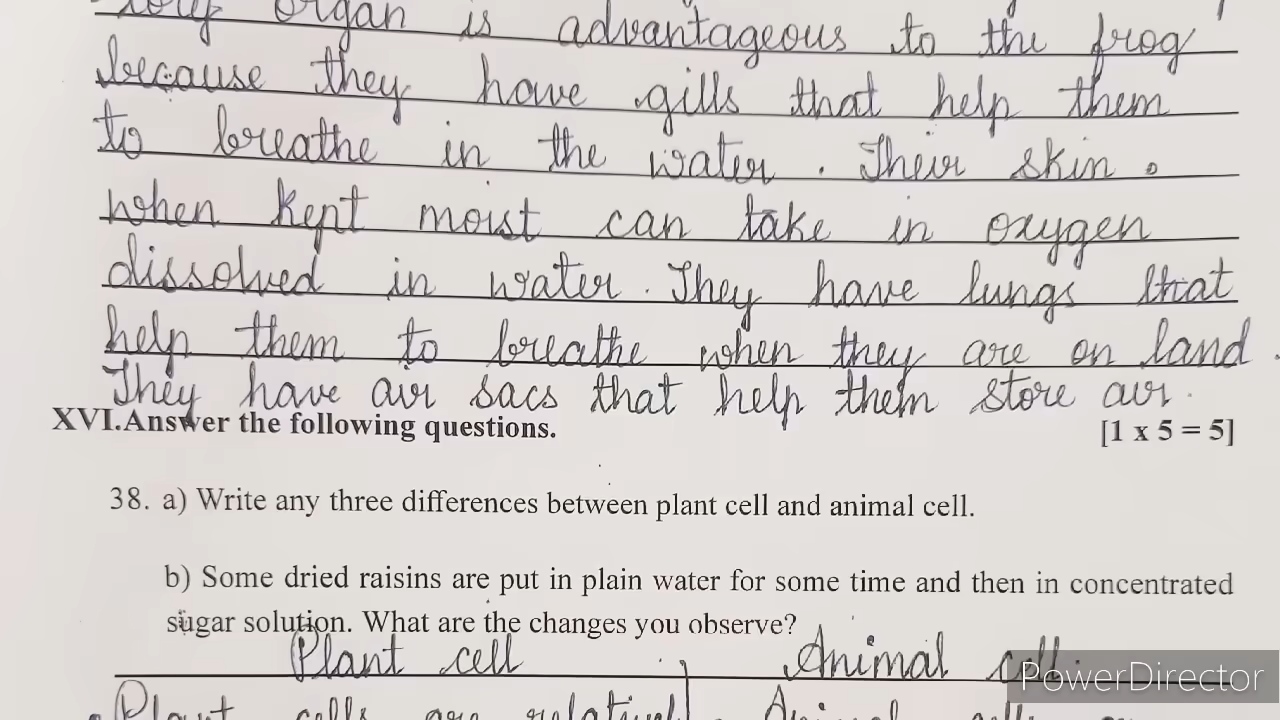 organ is advantageous to the frog
because they have gills that help them
to breathe in the water. Their skin
when kept moist can take in oxygen
dissolved in water. They have lungs that
help them to breathe when they are on land.
They have air sacs that help them store air.
XVI.Answer the following questions. [1 x 5 = 5]
38. a) Write any three differences between plant cell and animal cell.
b) Some dried raisins are put in plain water for some time and then in concentrated
sugar solution. What are the changes you observe?
Plant cell Animal cell
PowerDirector
Plant cells are Animal